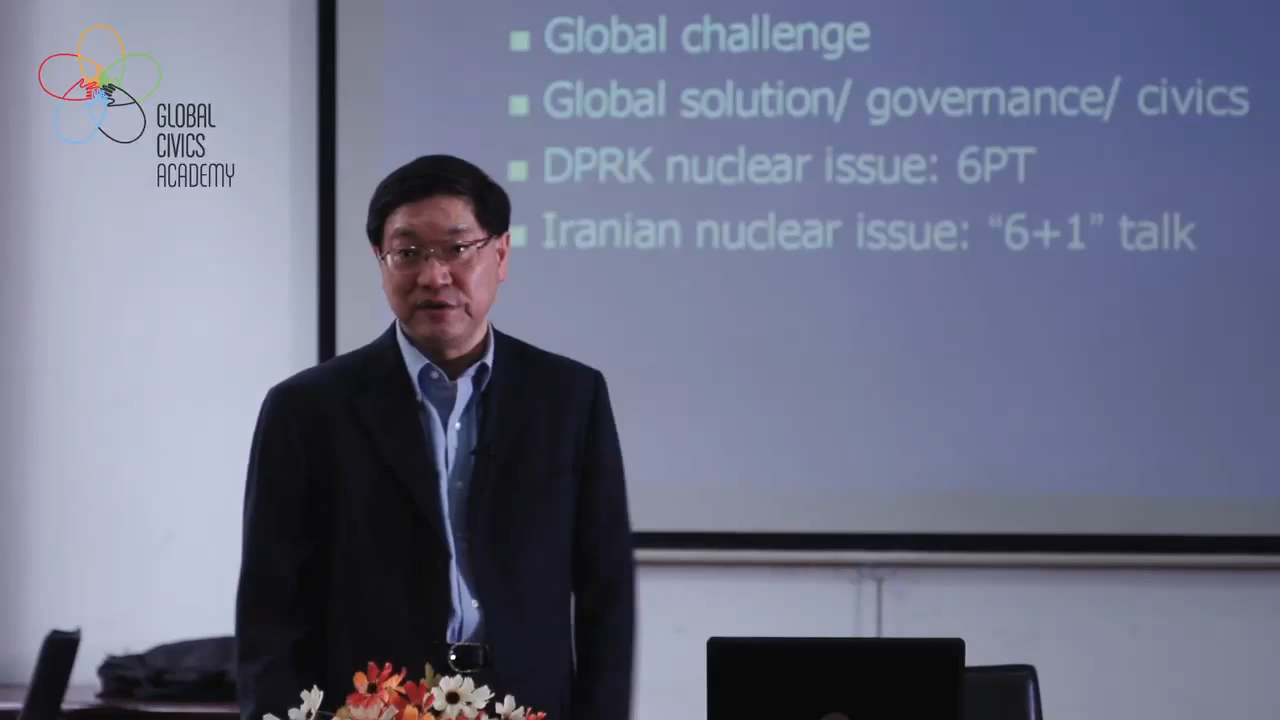 GLOBAL
CIVICS
ACADEMY
Global challenge
Global solution/ governance/ civics
DPRK nuclear issue: 6PT
Iranian nuclear issue: “6+1” talk